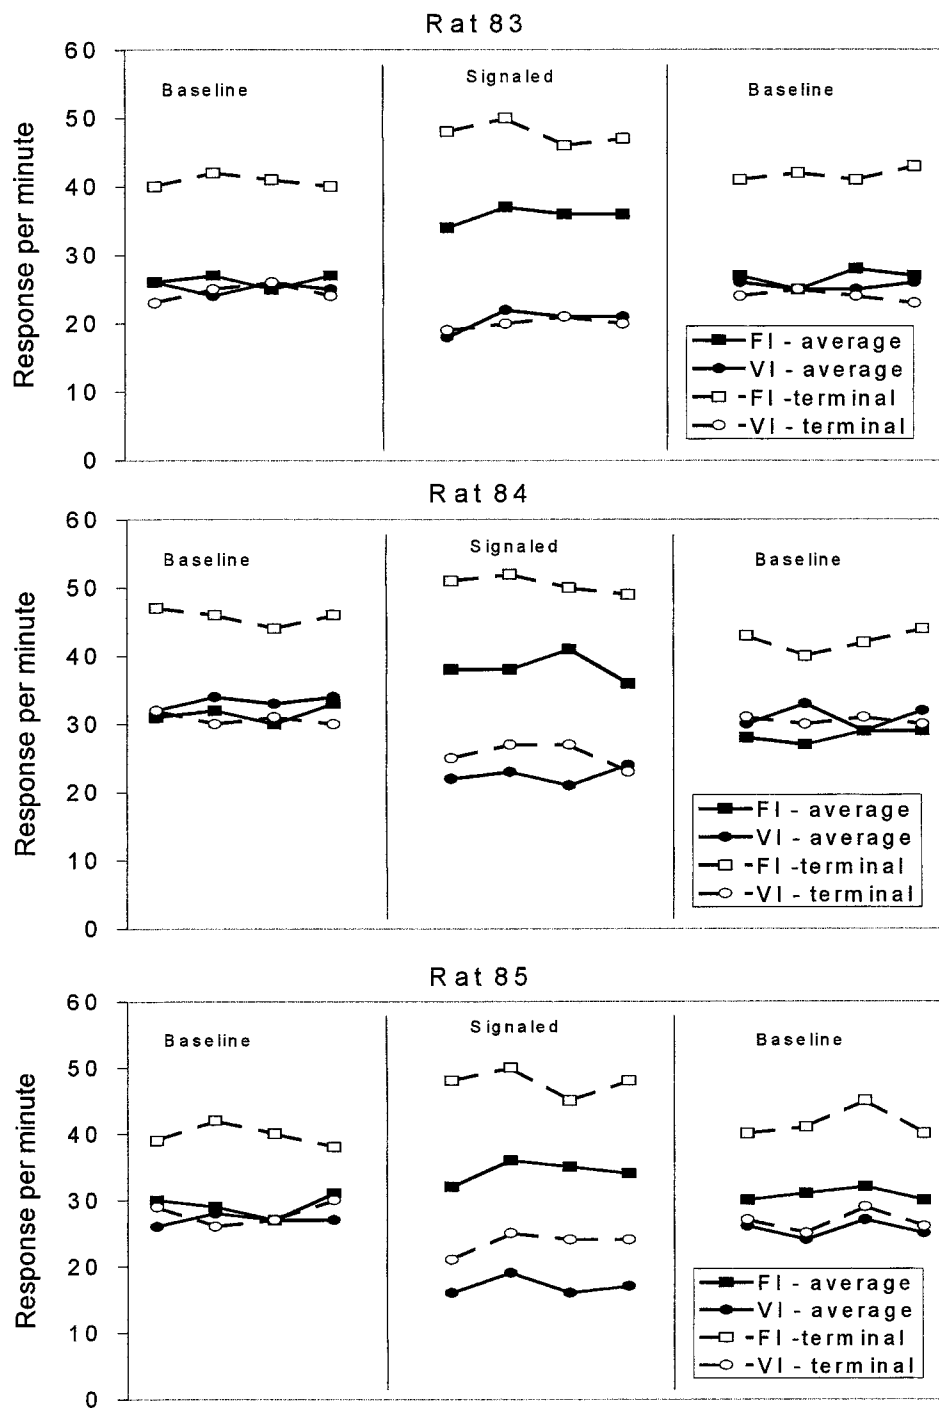 Rat 83
60
50
40
30
20
10
0
Response per minute
Baseline
Signaled
Baseline
FI - average
VI - average
FI -terminal
VI - terminal
Rat 84
60
50
40
30
20
10
0
Response per minute
Baseline
Signaled
Baseline
FI - average
VI - average
FI -terminal
VI - terminal
Rat 85
60
50
40
30
20
10
0
Response per minute
Baseline
Signaled
Baseline
FI - average
VI - average
FI -terminal
VI - terminal